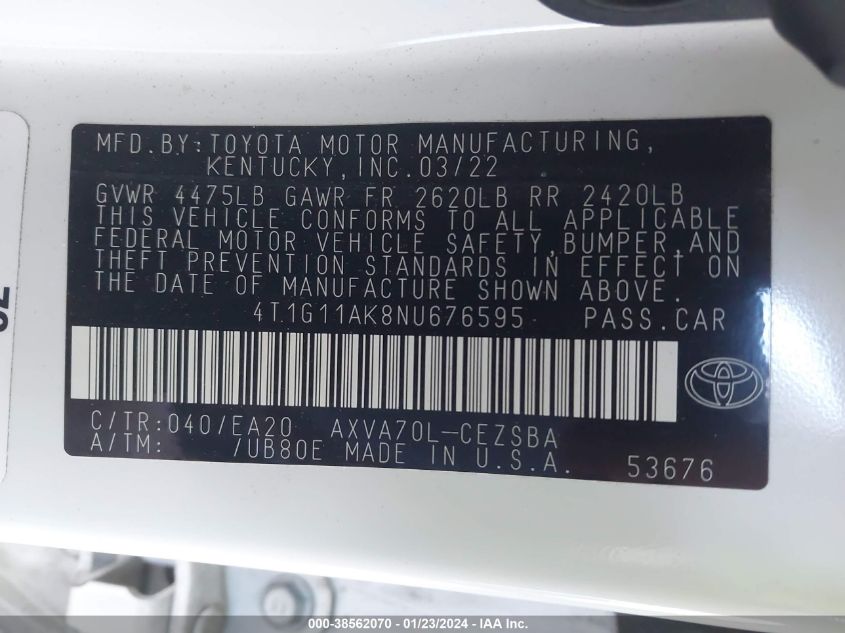 MFD.BY:TOYOTA MOTOR MANUFACTURING,
KENTUCKY,INC.03/22
GVWR 4475LB GAWR FR 2620LB RR 2420LB
THIS VEHICLE CONFORMS TO ALL APPLICABLE
FEDERAL MOTOR VEHICLE SAFETY,BUMPER,AND
THEFT PREVENTION STANDARDS IN EFFECT ON
THE DATE OF MANUFACTURE SHOWN ABOVE.
4T1G11AK8NU676595 PASS.CAR
C/TR:040/EA20 AXVA70L-CEZSBA
A/TM: /UB80E MADE IN U.S.A. 53676
000-38562070 - 01/23/2024 - IAA Inc.